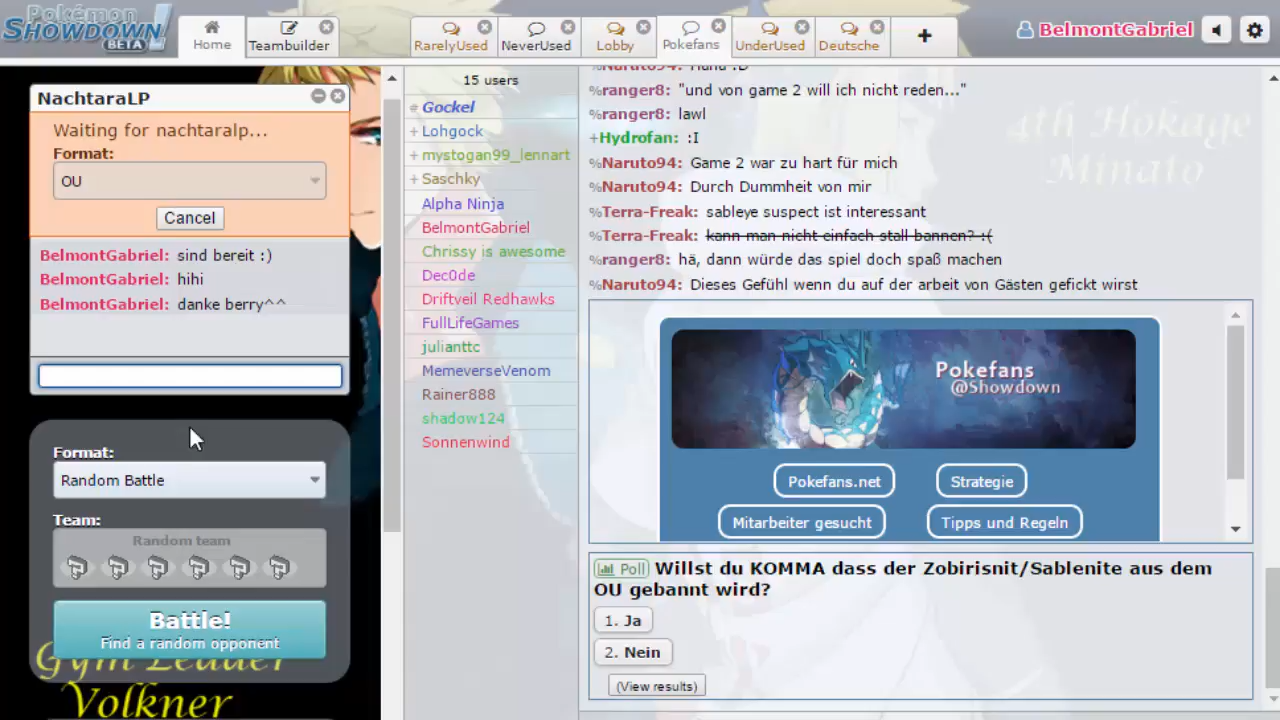 Pokémon
SHOWDOWN!
BETA
Home
Teambuilder
RarelyUsed
NeverUsed
Lobby
Pokefans
UnderUsed
Deutsche
+
BelmontGabriel
NachtaraLP
Waiting for nachtaralp...
Format:
OU
Cancel
BelmontGabriel: sind bereit :)
BelmontGabriel: hihi
BelmontGabriel: danke berry^^
Format:
Random Battle
Team:
Random team
Battle!
Find a random opponent
Gym Leader
Volkner
15 users
#Gockel
+Lohgock
+mystogan99_lennart
+Saschky
Alpha Ninja
BelmontGabriel
Chrissy is awesome
Dec0de
Driftveil Redhawks
FullLifeGames
julianttc
MemeverseVenom
Rainer888
shadow124
Sonnenwind
%ranger8: "und von game 2 will ich nicht reden..."
%ranger8: lawl
+Hydrofan: :I
%Naruto94: Game 2 war zu hart für mich
%Naruto94: Durch Dummheit von mir
%Terra-Freak: sableye suspect ist interessant
%Terra-Freak: kann man nicht einfach stall bannen? :(
%ranger8: hä, dann würde das spiel doch spaß machen
%Naruto94: Dieses Gefühl wenn du auf der arbeit von Gästen gefickt wirst
Hokage
Minato
Pokefans
@Showdown
Pokefans.net
Strategie
Mitarbeiter gesucht
Tipps und Regeln
Poll Willst du KOMMA dass der Zobirisnit/Sablenite aus dem
OU gebannt wird?
1. Ja
2. Nein
(View results)